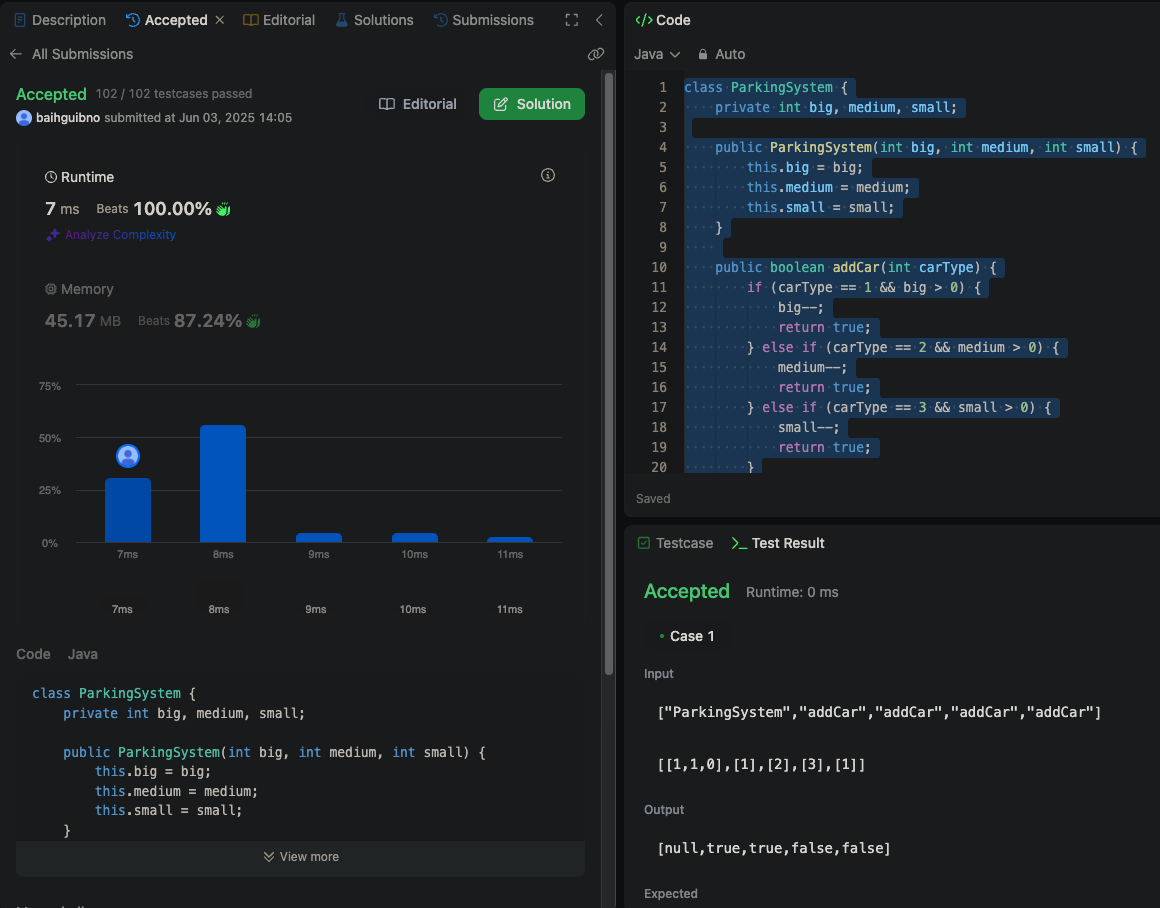 Description
Accepted
Editorial
Solutions
Submissions
All Submissions
Accepted 102 / 102 testcases passed
baihguibno submitted at Jun 03, 2025 14:05
Editorial
Solution
Runtime
7 ms Beats 100.00%
Analyze Complexity
Memory
45.17 MB Beats 87.24%
75%
50%
25%
0%
7ms 8ms 9ms 10ms 11ms
7ms 8ms 9ms 10ms 11ms
Code Java
class ParkingSystem {
    private int big, medium, small;
    public ParkingSystem(int big, int medium, int small) {
        this.big = big;
        this.medium = medium;
        this.small = small;
    }
View more
</> Code
Java Auto
1 class ParkingSystem {
2     private int big, medium, small;
3
4     public ParkingSystem(int big, int medium, int small) {
5         this.big = big;
6         this.medium = medium;
7         this.small = small;
8     }
9
10     public boolean addCar(int carType) {
11         if (carType == 1 && big > 0) {
12             big--;
13             return true;
14         } else if (carType == 2 && medium > 0) {
15             medium--;
16             return true;
17         } else if (carType == 3 && small > 0) {
18             small--;
19             return true;
20         }
Saved
Testcase
>_ Test Result
Accepted Runtime: 0 ms
• Case 1
Input
["ParkingSystem","addCar","addCar","addCar","addCar"]
[[1,1,0],[1],[2],[3],[1]]
Output
[null,true,true,false,false]
Expected